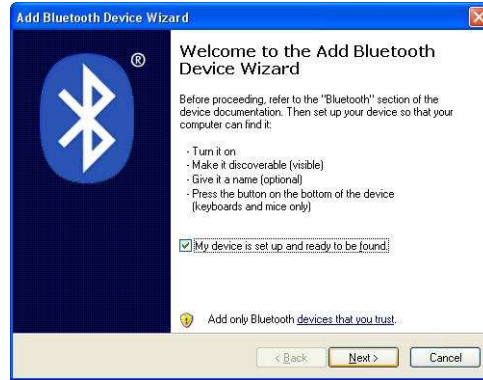 Add Bluetooth Device Wizard
®
Welcome to the Add Bluetooth
Device Wizard
Before proceeding, refer to the "Bluetooth" section of the
device documentation. Then set up your device so that your
computer can find it:
- Turn it on
- Make it discoverable (visible)
- Give it a name (optional)
- Press the button on the bottom of the device
(keyboards and mice only)
My device is set up and ready to be found.
Add only Bluetooth devices that you trust.
< Back Next > Cancel